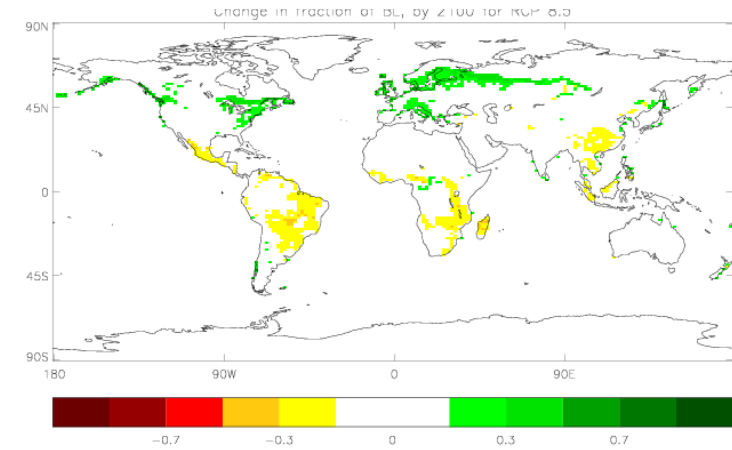 Change in fraction of BL, by 2100 for RCP 8.5
90N
45N
0
45S
90S
180 90W 0 90E
−0.7 −0.3 0 0.3 0.7